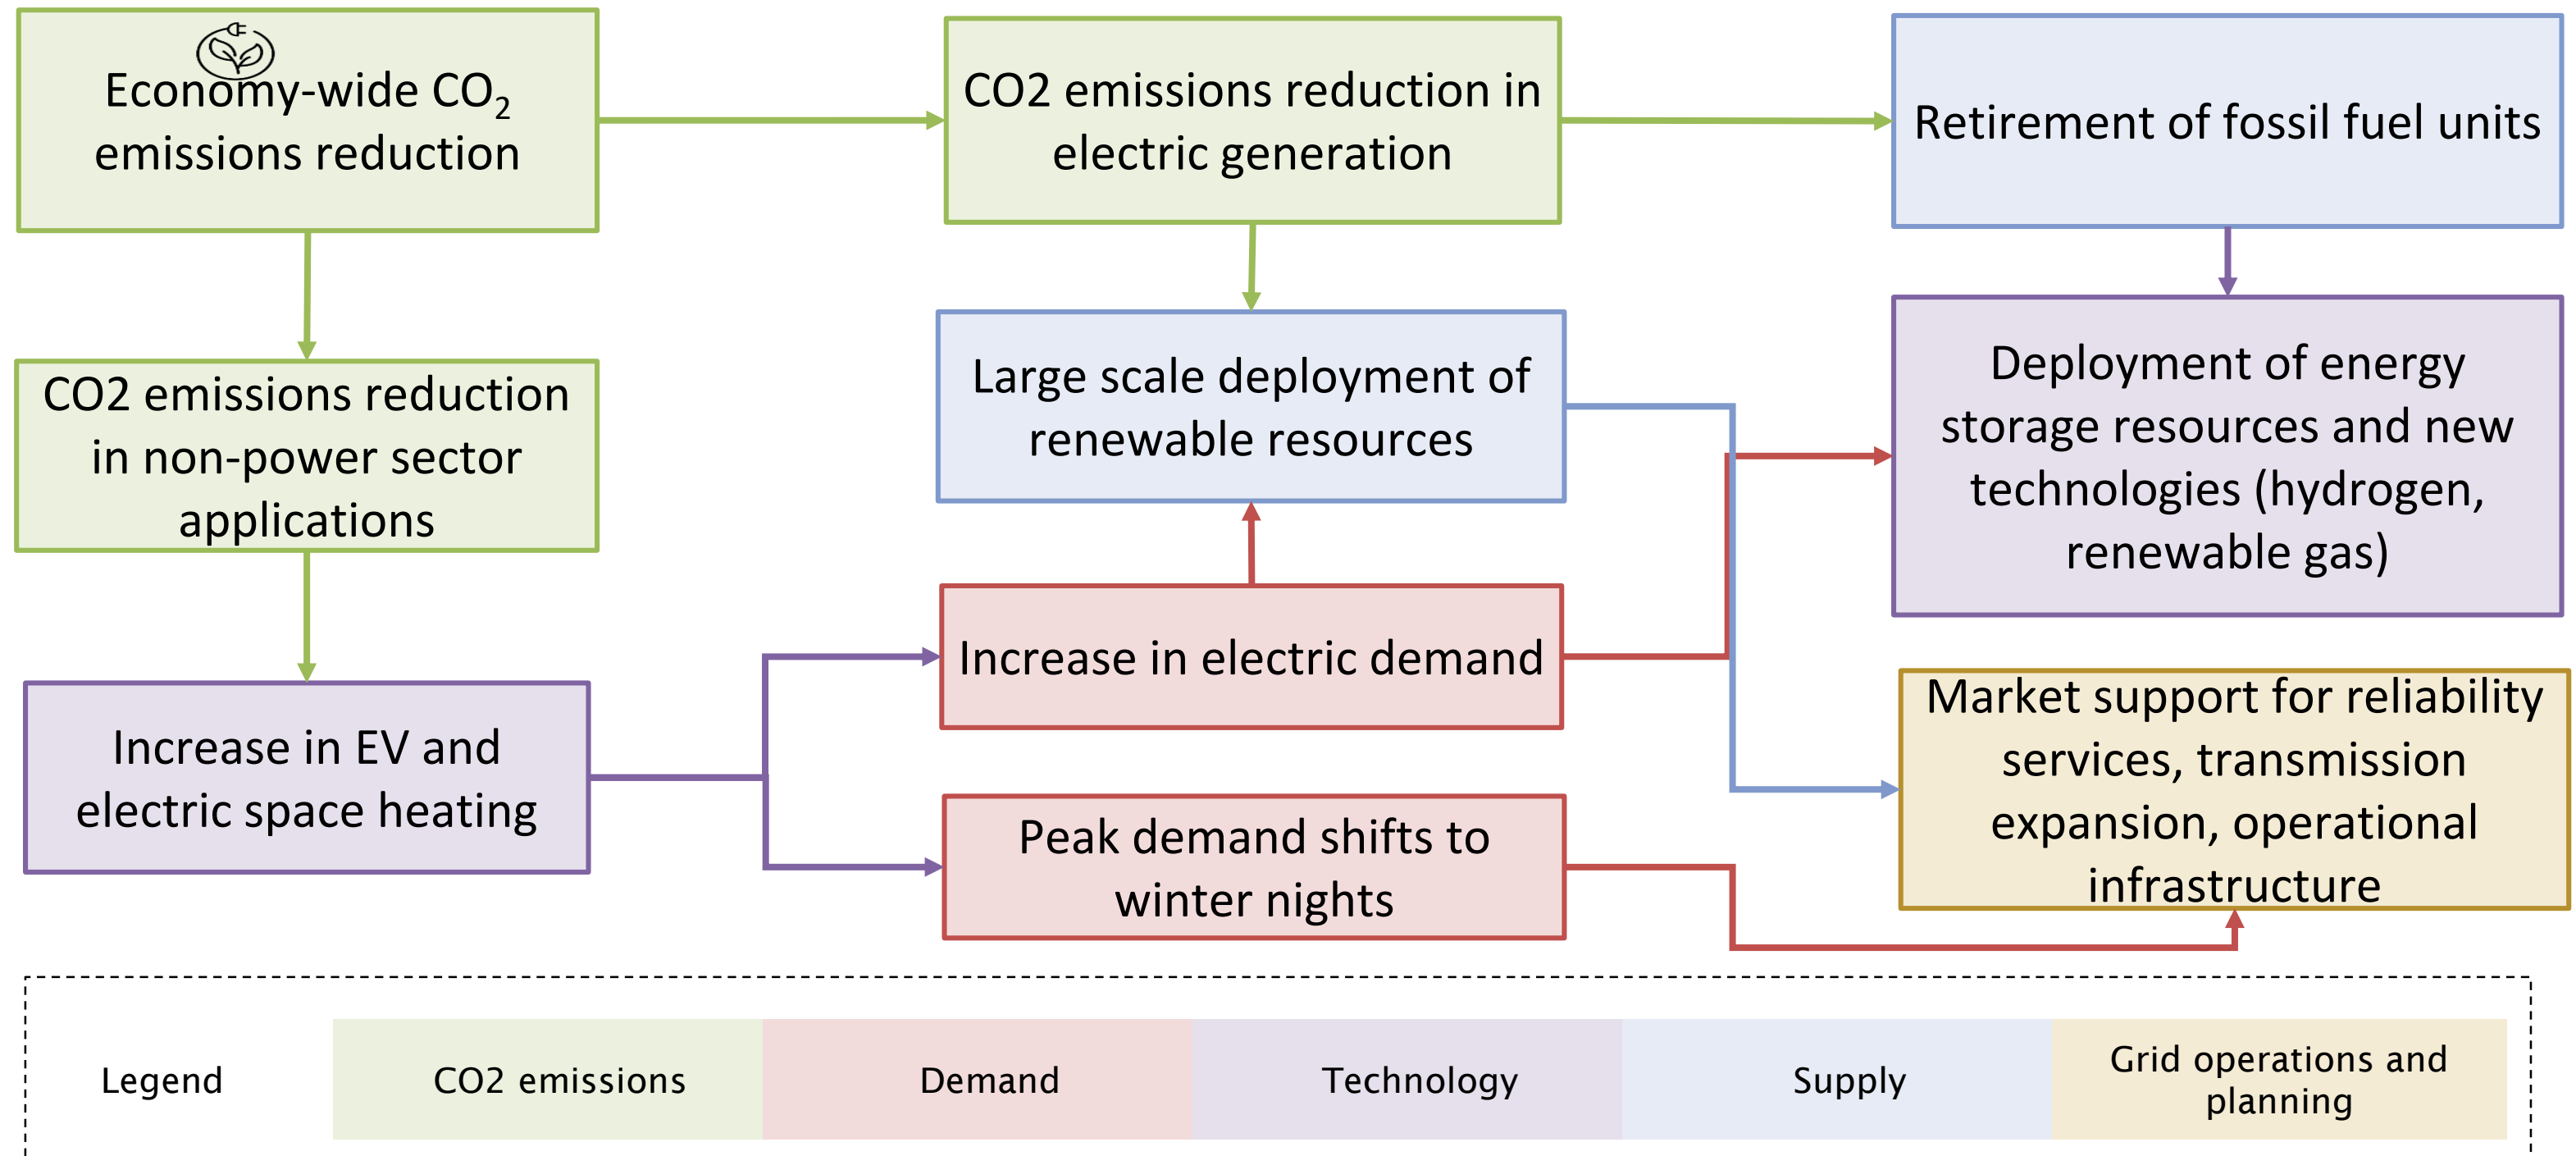 Economy-wide CO₂
emissions reduction
CO2 emissions reduction in
electric generation
Retirement of fossil fuel units
CO2 emissions reduction
in non-power sector
applications
Large scale deployment of
renewable resources
Deployment of energy
storage resources and new
technologies (hydrogen,
renewable gas)
Increase in EV and
electric space heating
Increase in electric demand
Peak demand shifts to
winter nights
Market support for reliability
services, transmission
expansion, operational
infrastructure
Legend
CO2 emissions
Demand
Technology
Supply
Grid operations and
planning